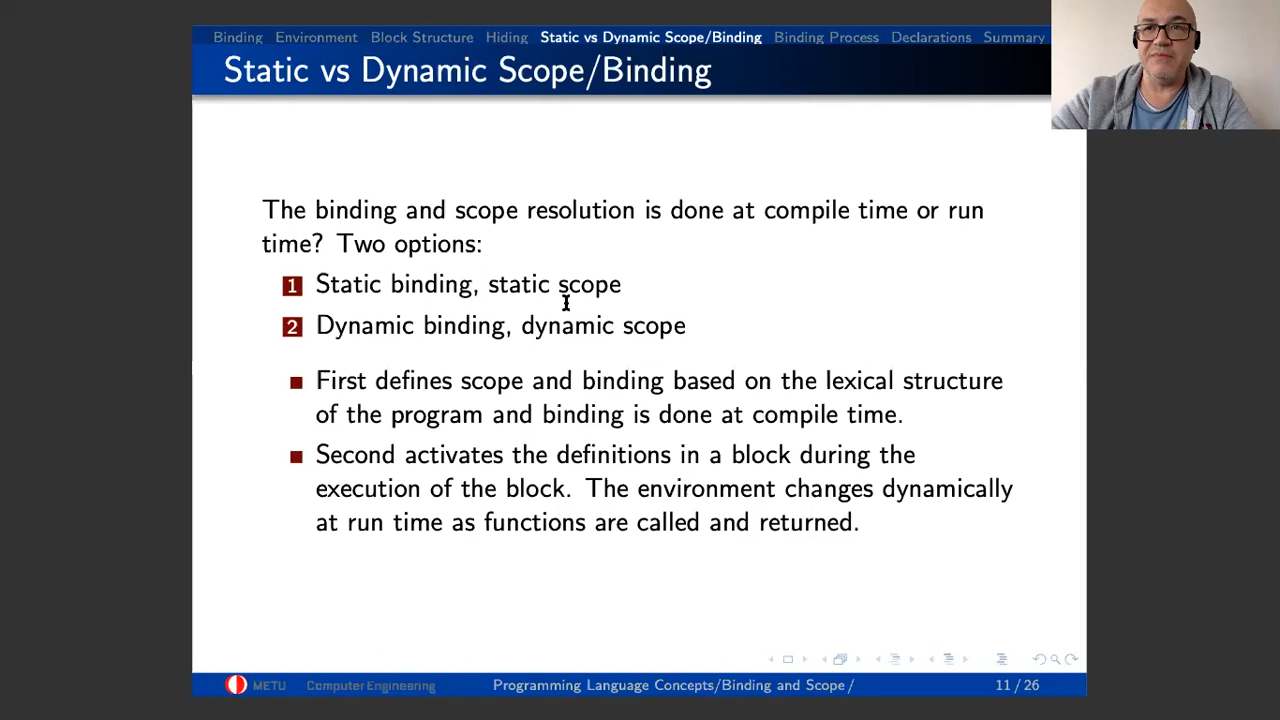 Binding Environment Block Structure Hiding Static vs Dynamic Scope/Binding Binding Process Declarations Summary
Static vs Dynamic Scope/Binding
The binding and scope resolution is done at compile time or run
time? Two options:
1 Static binding, static scope
2 Dynamic binding, dynamic scope
First defines scope and binding based on the lexical structure
of the program and binding is done at compile time.
Second activates the definitions in a block during the
execution of the block. The environment changes dynamically
at run time as functions are called and returned.
METU Computer Engineering Programming Language Concepts/Binding and Scope / 11 / 26